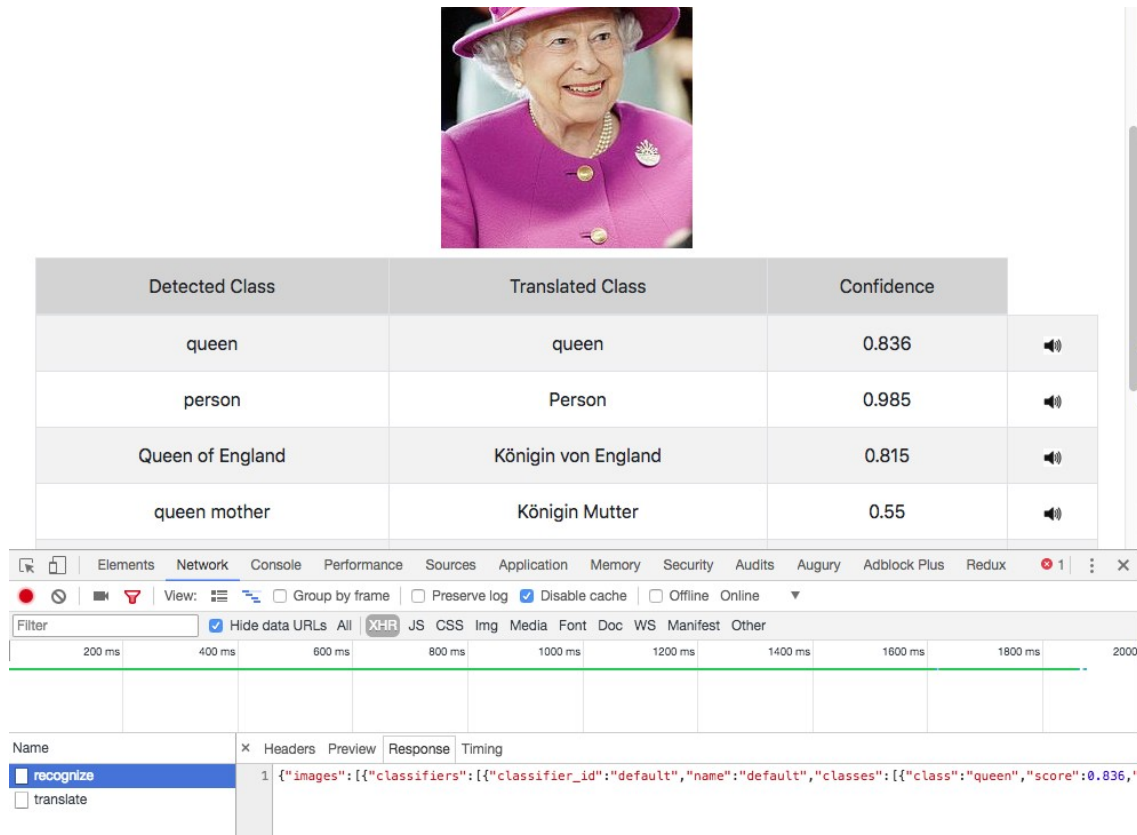 Detected Class Translated Class Confidence
queen queen 0.836
person Person 0.985
Queen of England Königin von England 0.815
queen mother Königin Mutter 0.55
Elements Network Console Performance Sources Application Memory Security Audits Augury Adblock Plus Redux 1
View: Group by frame Preserve log Disable cache Offline Online
Filter Hide data URLs All XHR JS CSS Img Media Font Doc WS Manifest Other
200 ms 400 ms 600 ms 800 ms 1000 ms 1200 ms 1400 ms 1600 ms 1800 ms 2000
Name × Headers Preview Response Timing
recognize 1 {"images":[{"classifiers":[{"classifier_id":"default","name":"default","classes":[{"class":"queen","score":0.836,"
translate